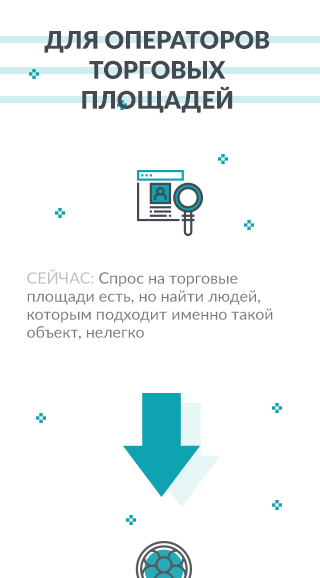 ДЛЯ ОПЕРАТОРОВ
ТОРГОВЫХ
ПЛОЩАДЕЙ
СЕЙЧАС: Спрос на торговые
площади есть, но найти людей,
которым подходит именно такой
объект, нелегко